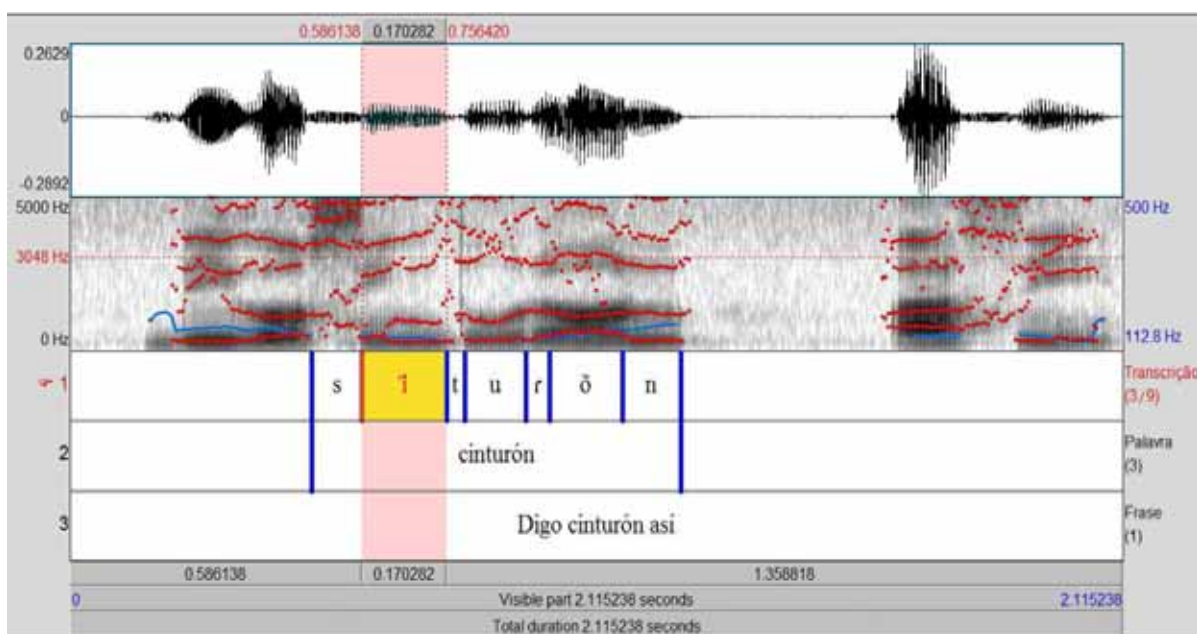 0.586138 0.170282 0.756420
0.2629
0
-0.2892
5000 Hz 500 Hz
3048 Hz
0 Hz 112.8 Hz
1 s ĩ t u ɾ õ n Transcrição
(3/9)
2 cinturón Palavra
(3)
3 Digo cinturón así Frase
(1)
0.586138 0.170282 1.358818
0 Visible part 2.115238 seconds 2.115238
Total duration 2.115238 seconds